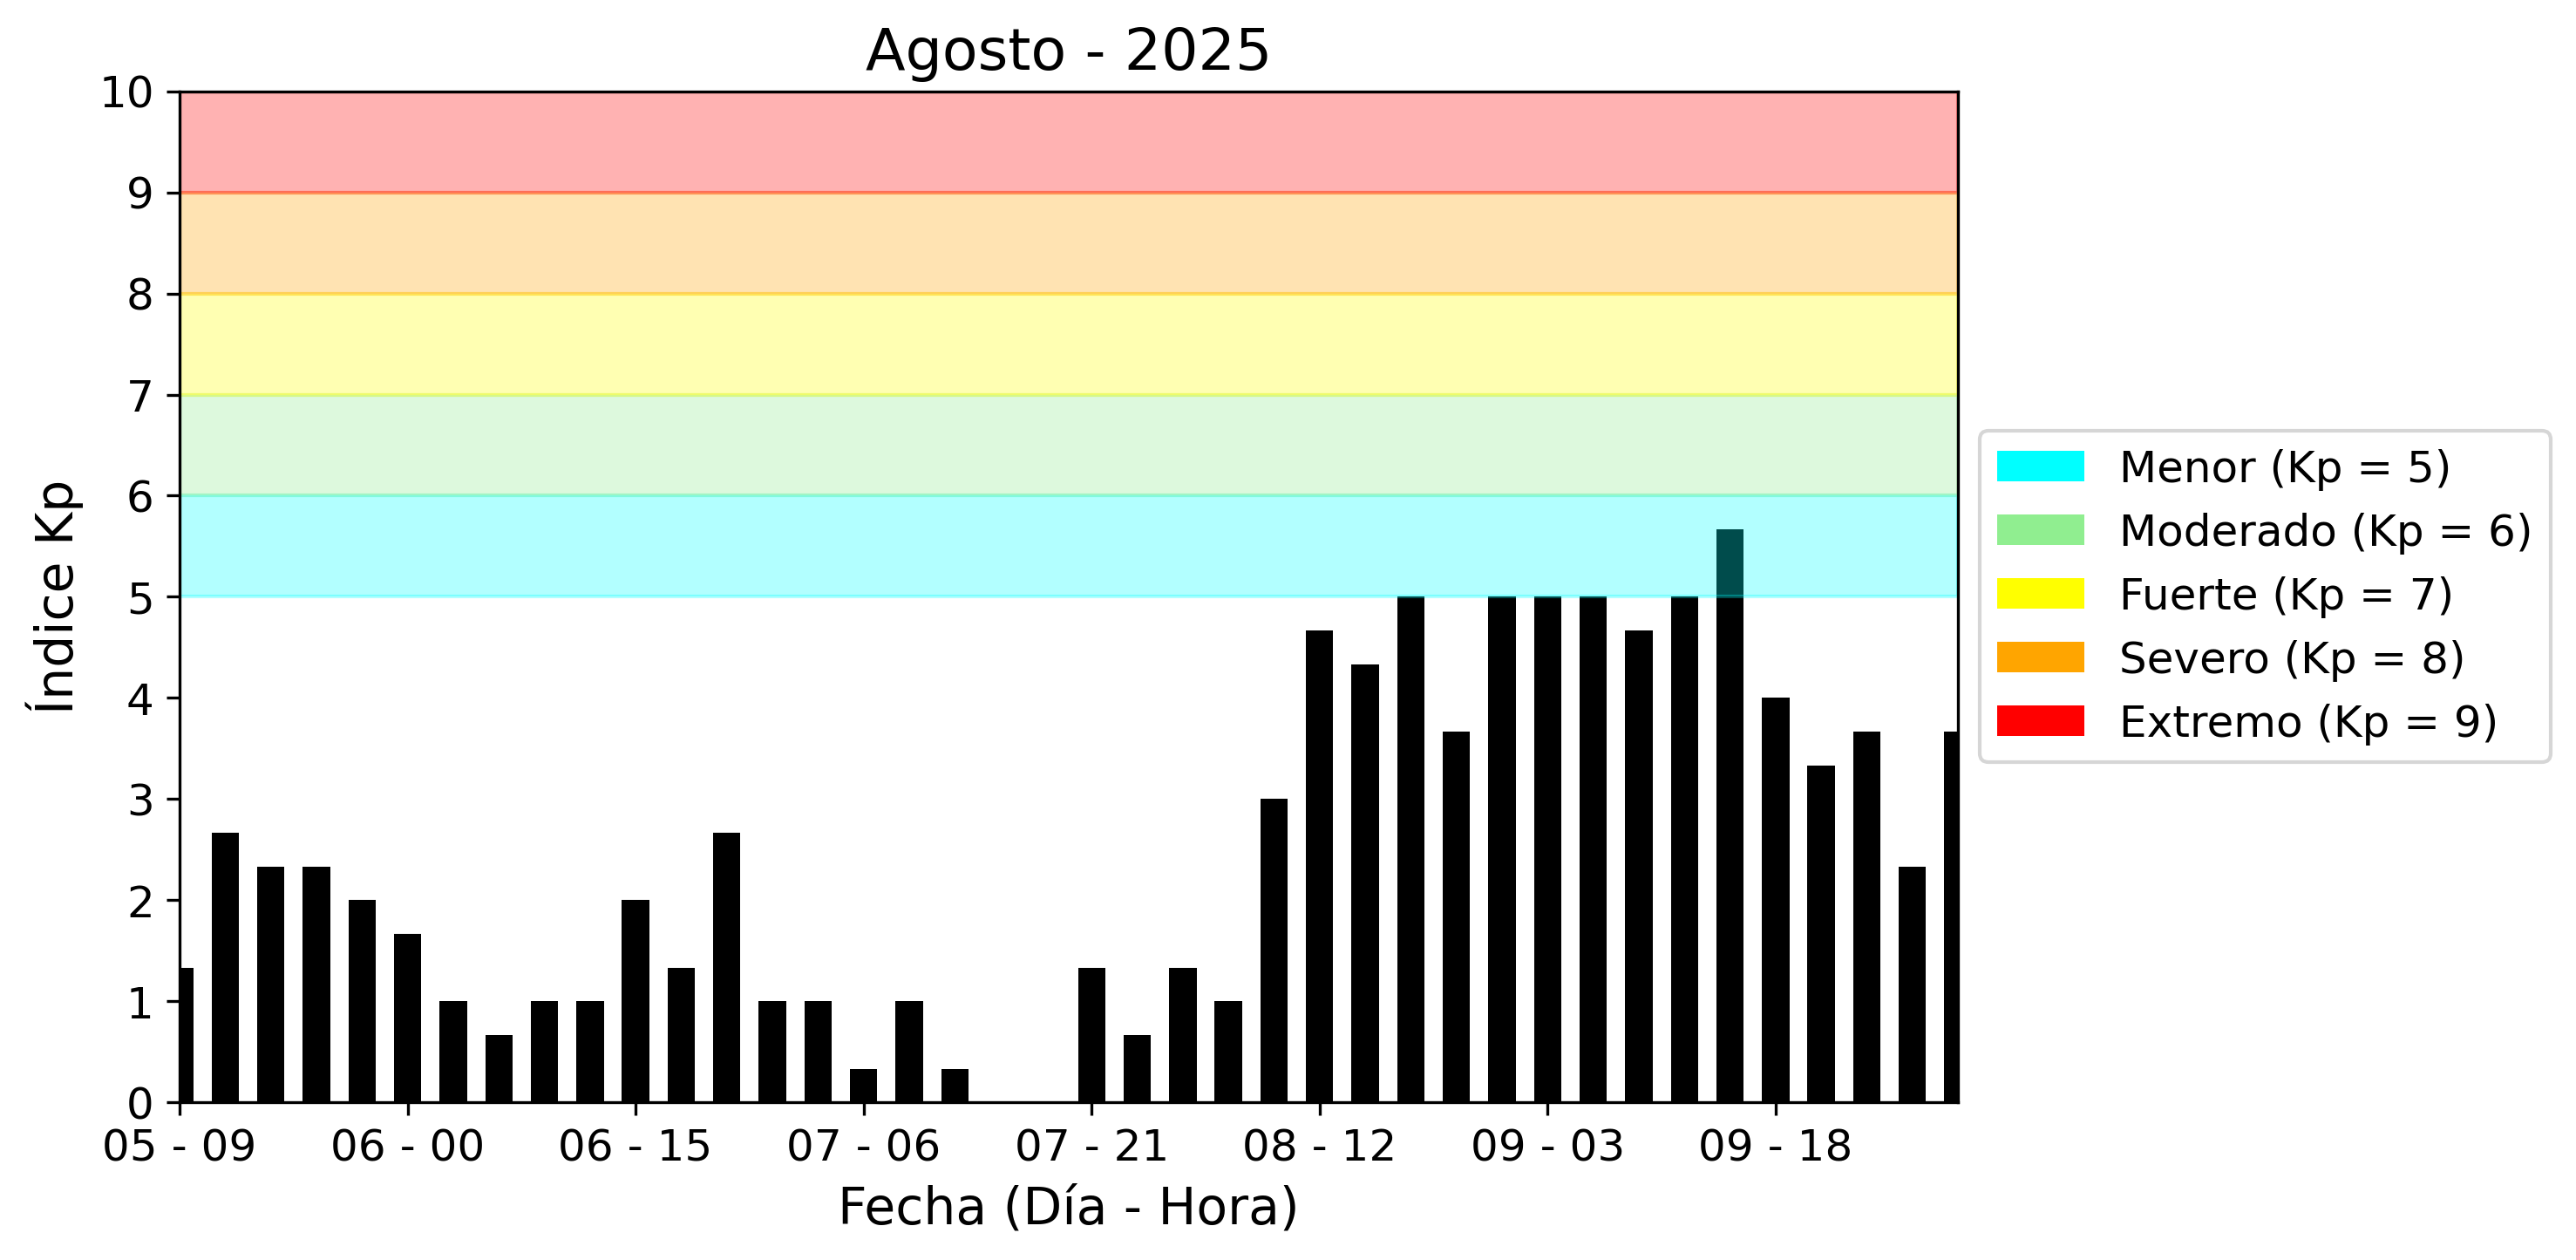 Agosto - 2025
10
9
8
7
6
5
4
3
2
1
0
Índice Kp
05 - 09
06 - 00
06 - 15
07 - 06
07 - 21
08 - 12
09 - 03
09 - 18
Fecha (Día - Hora)
Menor (Kp = 5)
Moderado (Kp = 6)
Fuerte (Kp = 7)
Severo (Kp = 8)
Extremo (Kp = 9)